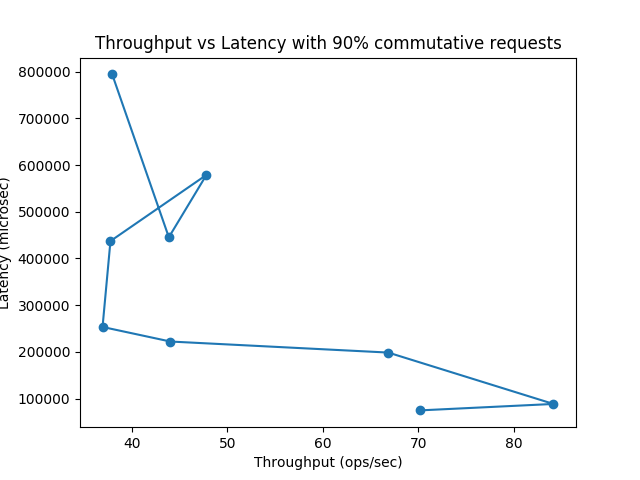 Throughput vs Latency with 90% commutative requests
Latency (microsec)
800000
700000
600000
500000
400000
300000
200000
100000
40 50 60 70 80
Throughput (ops/sec)